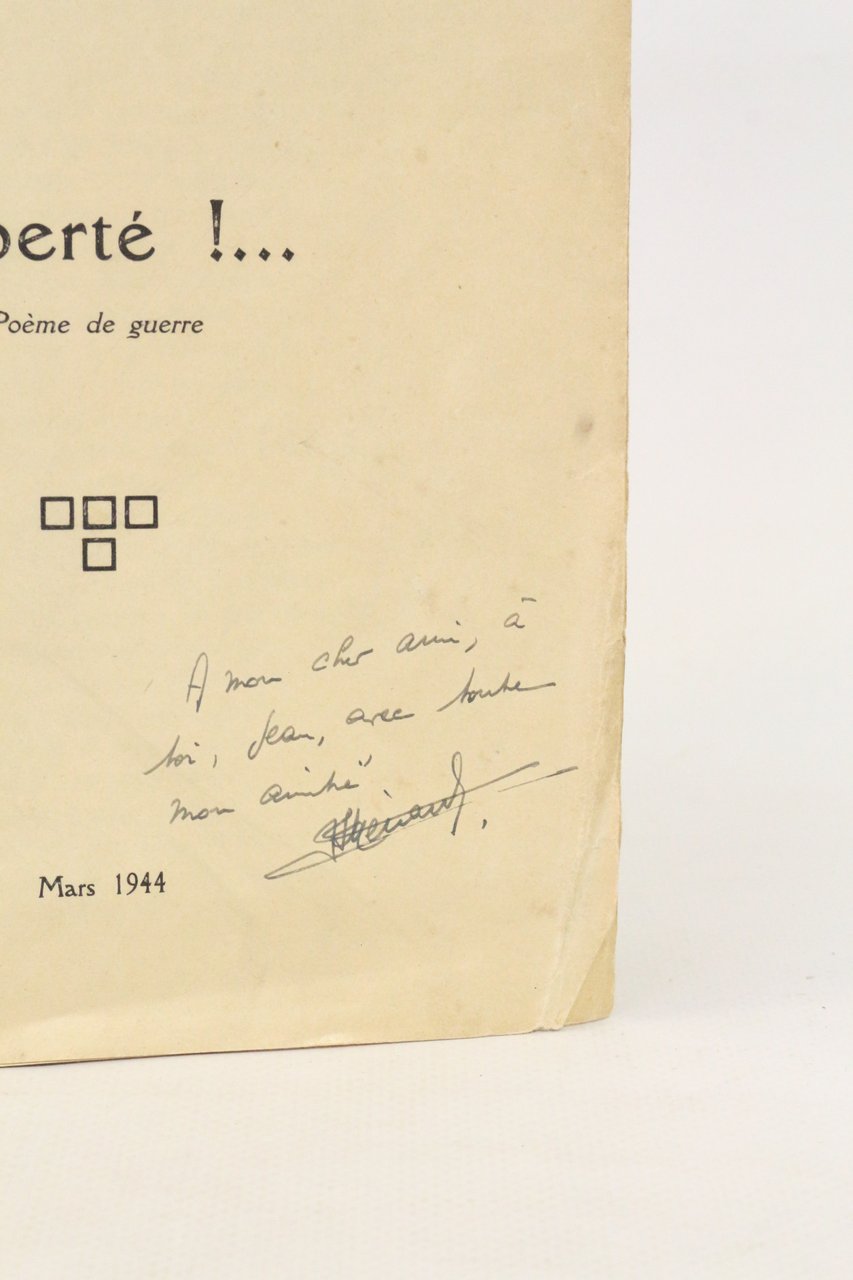 berté !...
Poème de guerre
A mon cher ami, à
toi, Jean, avec toute
mon amitié
Mars 1944